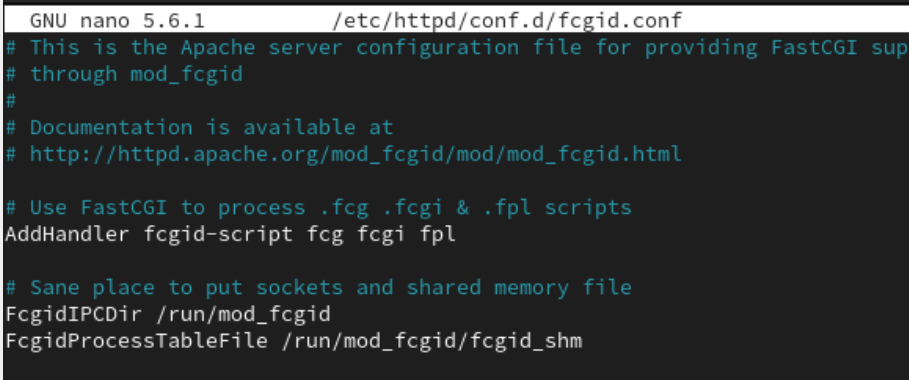 GNU nano 5.6.1 /etc/httpd/conf.d/fcgid.conf
# This is the Apache server configuration file for providing FastCGI sup
# through mod_fcgid
#
# Documentation is available at
# http://httpd.apache.org/mod_fcgid/mod/mod_fcgid.html
# Use FastCGI to process .fcg .fcgi & .fpl scripts
AddHandler fcgid-script fcg fcgi fpl
# Sane place to put sockets and shared memory file
FcgidIPCDir /run/mod_fcgid
FcgidProcessTableFile /run/mod_fcgid/fcgid_shm